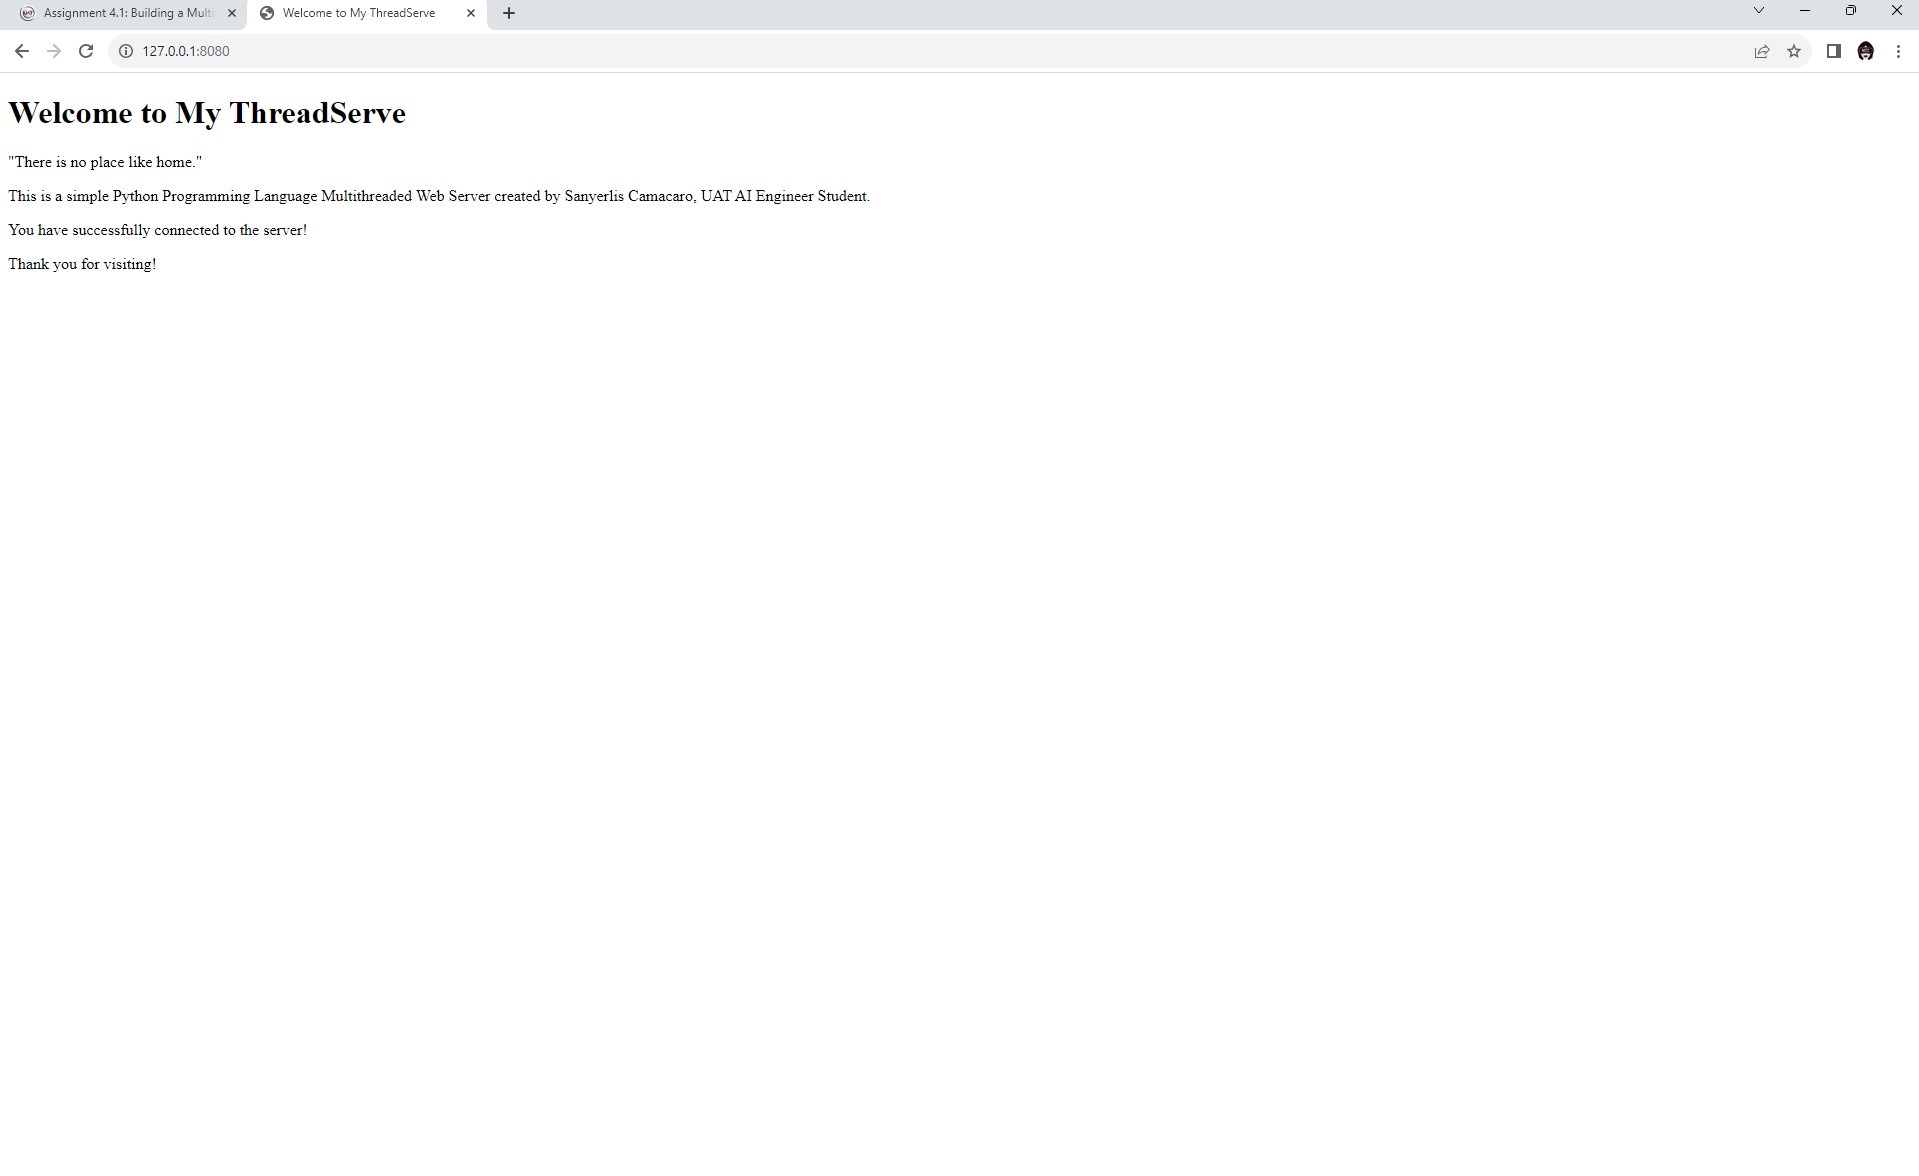 Assignment 4.1: Building a Mult
Welcome to My ThreadServe
127.0.0.1:8080
Welcome to My ThreadServe
"There is no place like home."
This is a simple Python Programming Language Multithreaded Web Server created by Sanyerlis Camacaro, UAT AI Engineer Student.
You have successfully connected to the server!
Thank you for visiting!